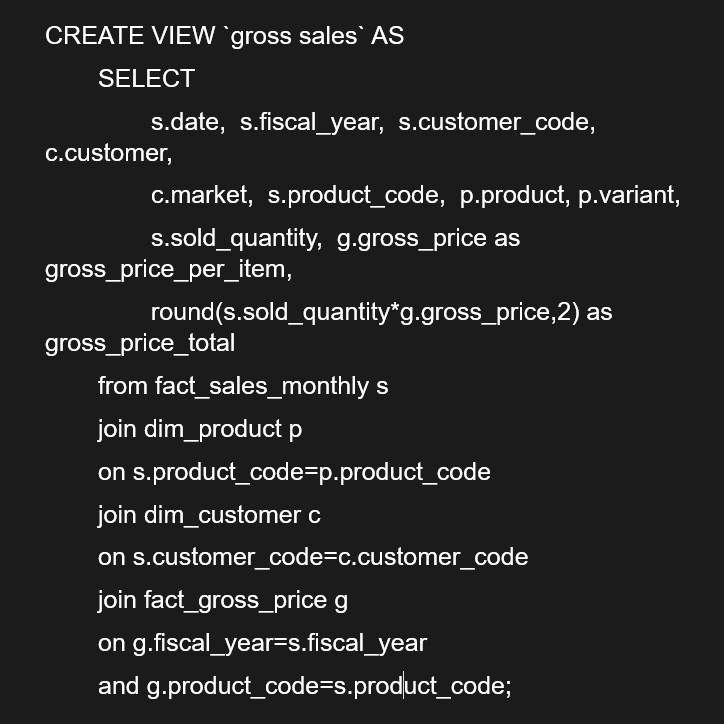 CREATE VIEW `gross sales` AS
SELECT
s.date,  s.fiscal_year,  s.customer_code,
c.customer,
c.market,  s.product_code,  p.product, p.variant,
s.sold_quantity,  g.gross_price as
gross_price_per_item,
round(s.sold_quantity*g.gross_price,2) as
gross_price_total
from fact_sales_monthly s
join dim_product p
on s.product_code=p.product_code
join dim_customer c
on s.customer_code=c.customer_code
join fact_gross_price g
on g.fiscal_year=s.fiscal_year
and g.product_code=s.product_code;